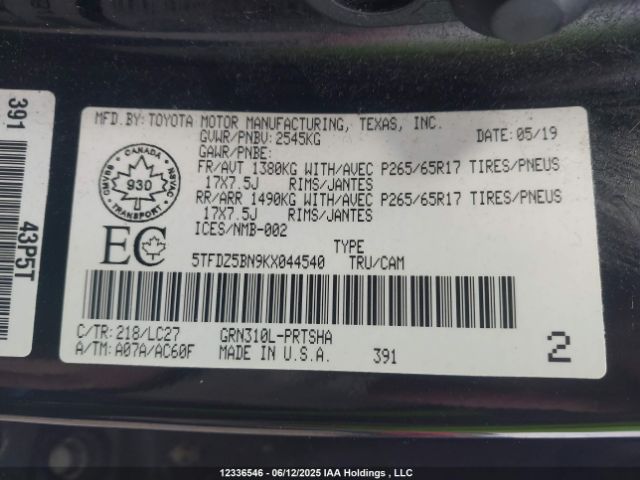 391
43P5T
MFD.BY: TOYOTA MOTOR MANUFACTURING, TEXAS, INC.
GVWR/PNBV: 2545KG DATE: 05/19
GAWR/PNBE:
FR/AVT 1380KG WITH/AVEC P265/65R17 TIRES/PNEUS
17X7.5J RIMS/JANTES
RR/ARR 1490KG WITH/AVEC P265/65R17 TIRES/PNEUS
17X7.5J RIMS/JANTES
ICES/NMB-002
CANADA
CMVSS NSVAC
930
TRANSPORT
EC
TYPE
5TFDZ5BN9KX044540 TRU/CAM
C/TR: 218/LC27 GRN310L-PRTSHA
A/TM: A07A/AC60F MADE IN U.S.A. 391 2
12336546 - 06/12/2025 IAA Holdings , LLC